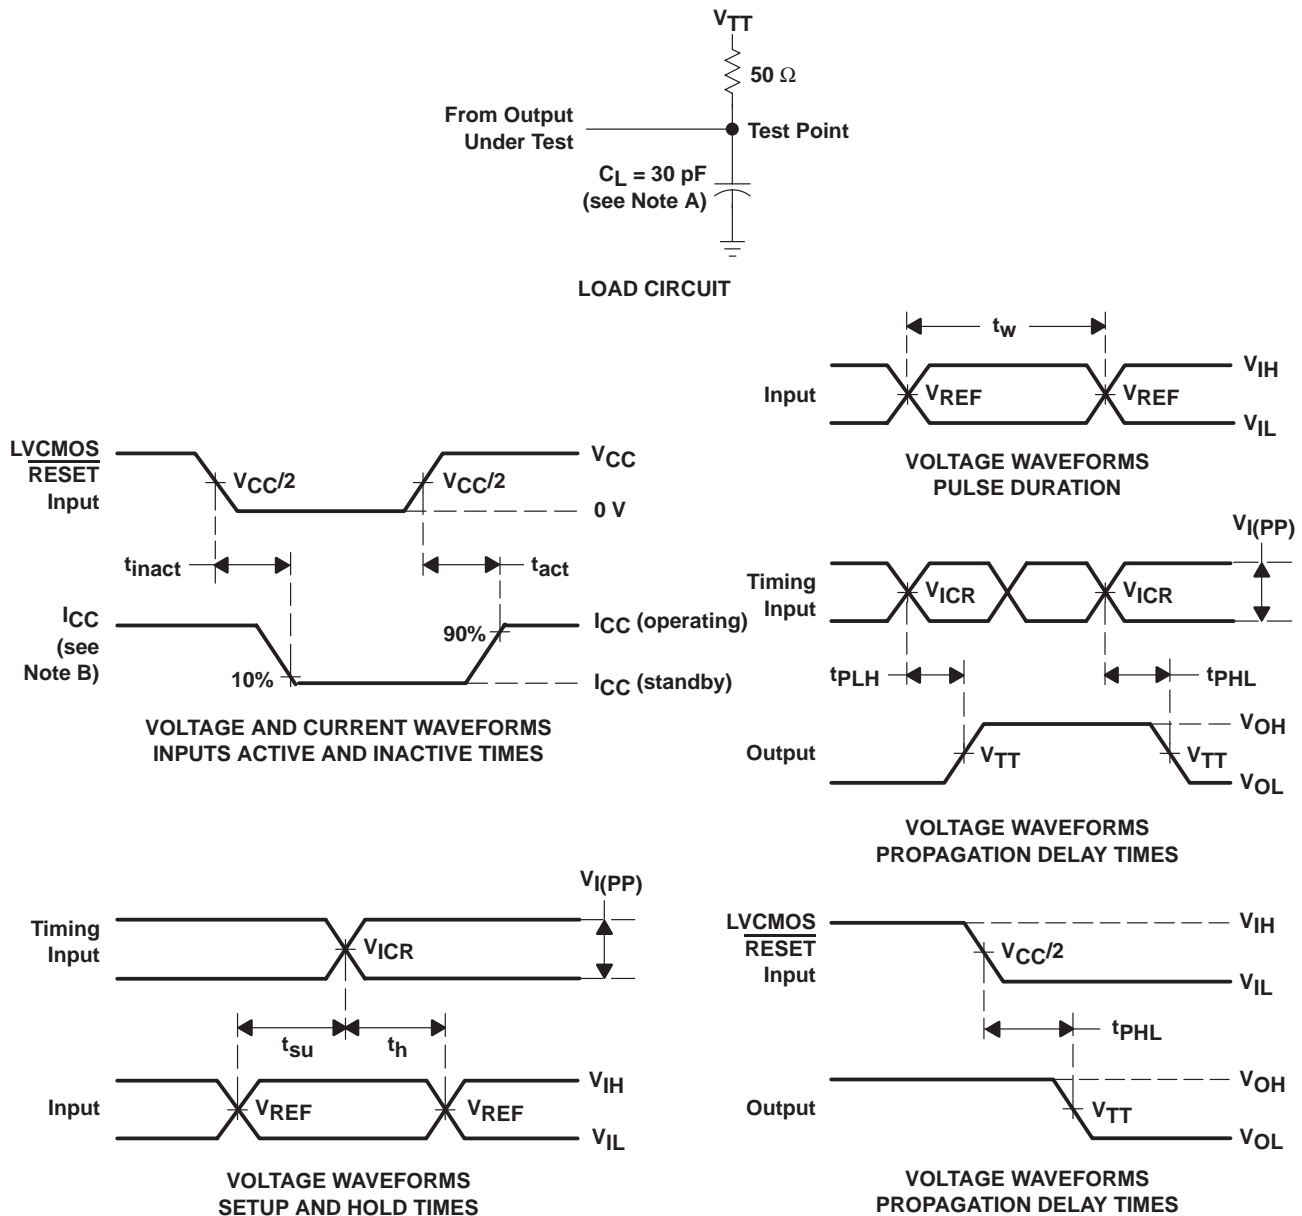 VTT
50 Ω
From Output
Under Test
Test Point
CL = 30 pF
(see Note A)
LOAD CIRCUIT
tw
Input
VREF
VREF
VIH
VIL
VOLTAGE WAVEFORMS
PULSE DURATION
LVCMOS
RESET
Input
VCC/2
VCC/2
VCC
0 V
tinact
tact
ICC
(see
Note B)
10%
90%
ICC (operating)
ICC (standby)
VOLTAGE AND CURRENT WAVEFORMS
INPUTS ACTIVE AND INACTIVE TIMES
VI(PP)
Timing
Input
VICR
VICR
tPLH
tPHL
Output
VTT
VTT
VOH
VOL
VOLTAGE WAVEFORMS
PROPAGATION DELAY TIMES
VI(PP)
Timing
Input
VICR
tsu
th
Input
VREF
VREF
VIH
VIL
VOLTAGE WAVEFORMS
SETUP AND HOLD TIMES
LVCMOS
RESET
Input
VCC/2
VIH
VIL
tPHL
Output
VTT
VOH
VOL
VOLTAGE WAVEFORMS
PROPAGATION DELAY TIMES